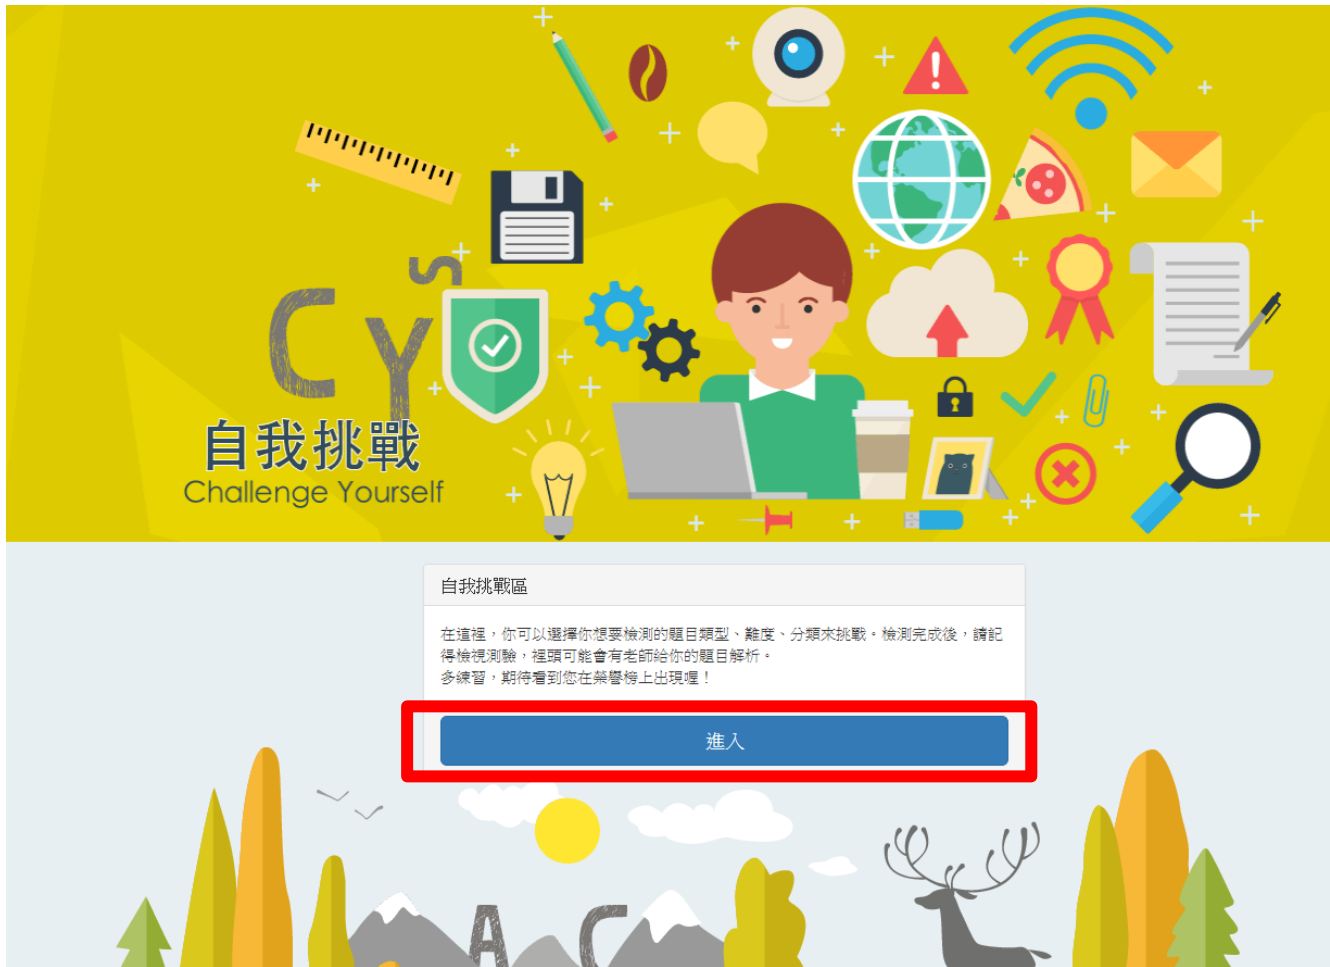 CYS
自我挑戰
Challenge Yourself
自我挑戰區
在這裡，你可以選擇你想要檢測的題目類型、難度、分類來挑戰。檢測完成後，請記
得檢視測驗，裡頭可能會有老師給你的題目解析。
多練習，期待看到您在榮譽榜上出現喔！
進入
A C